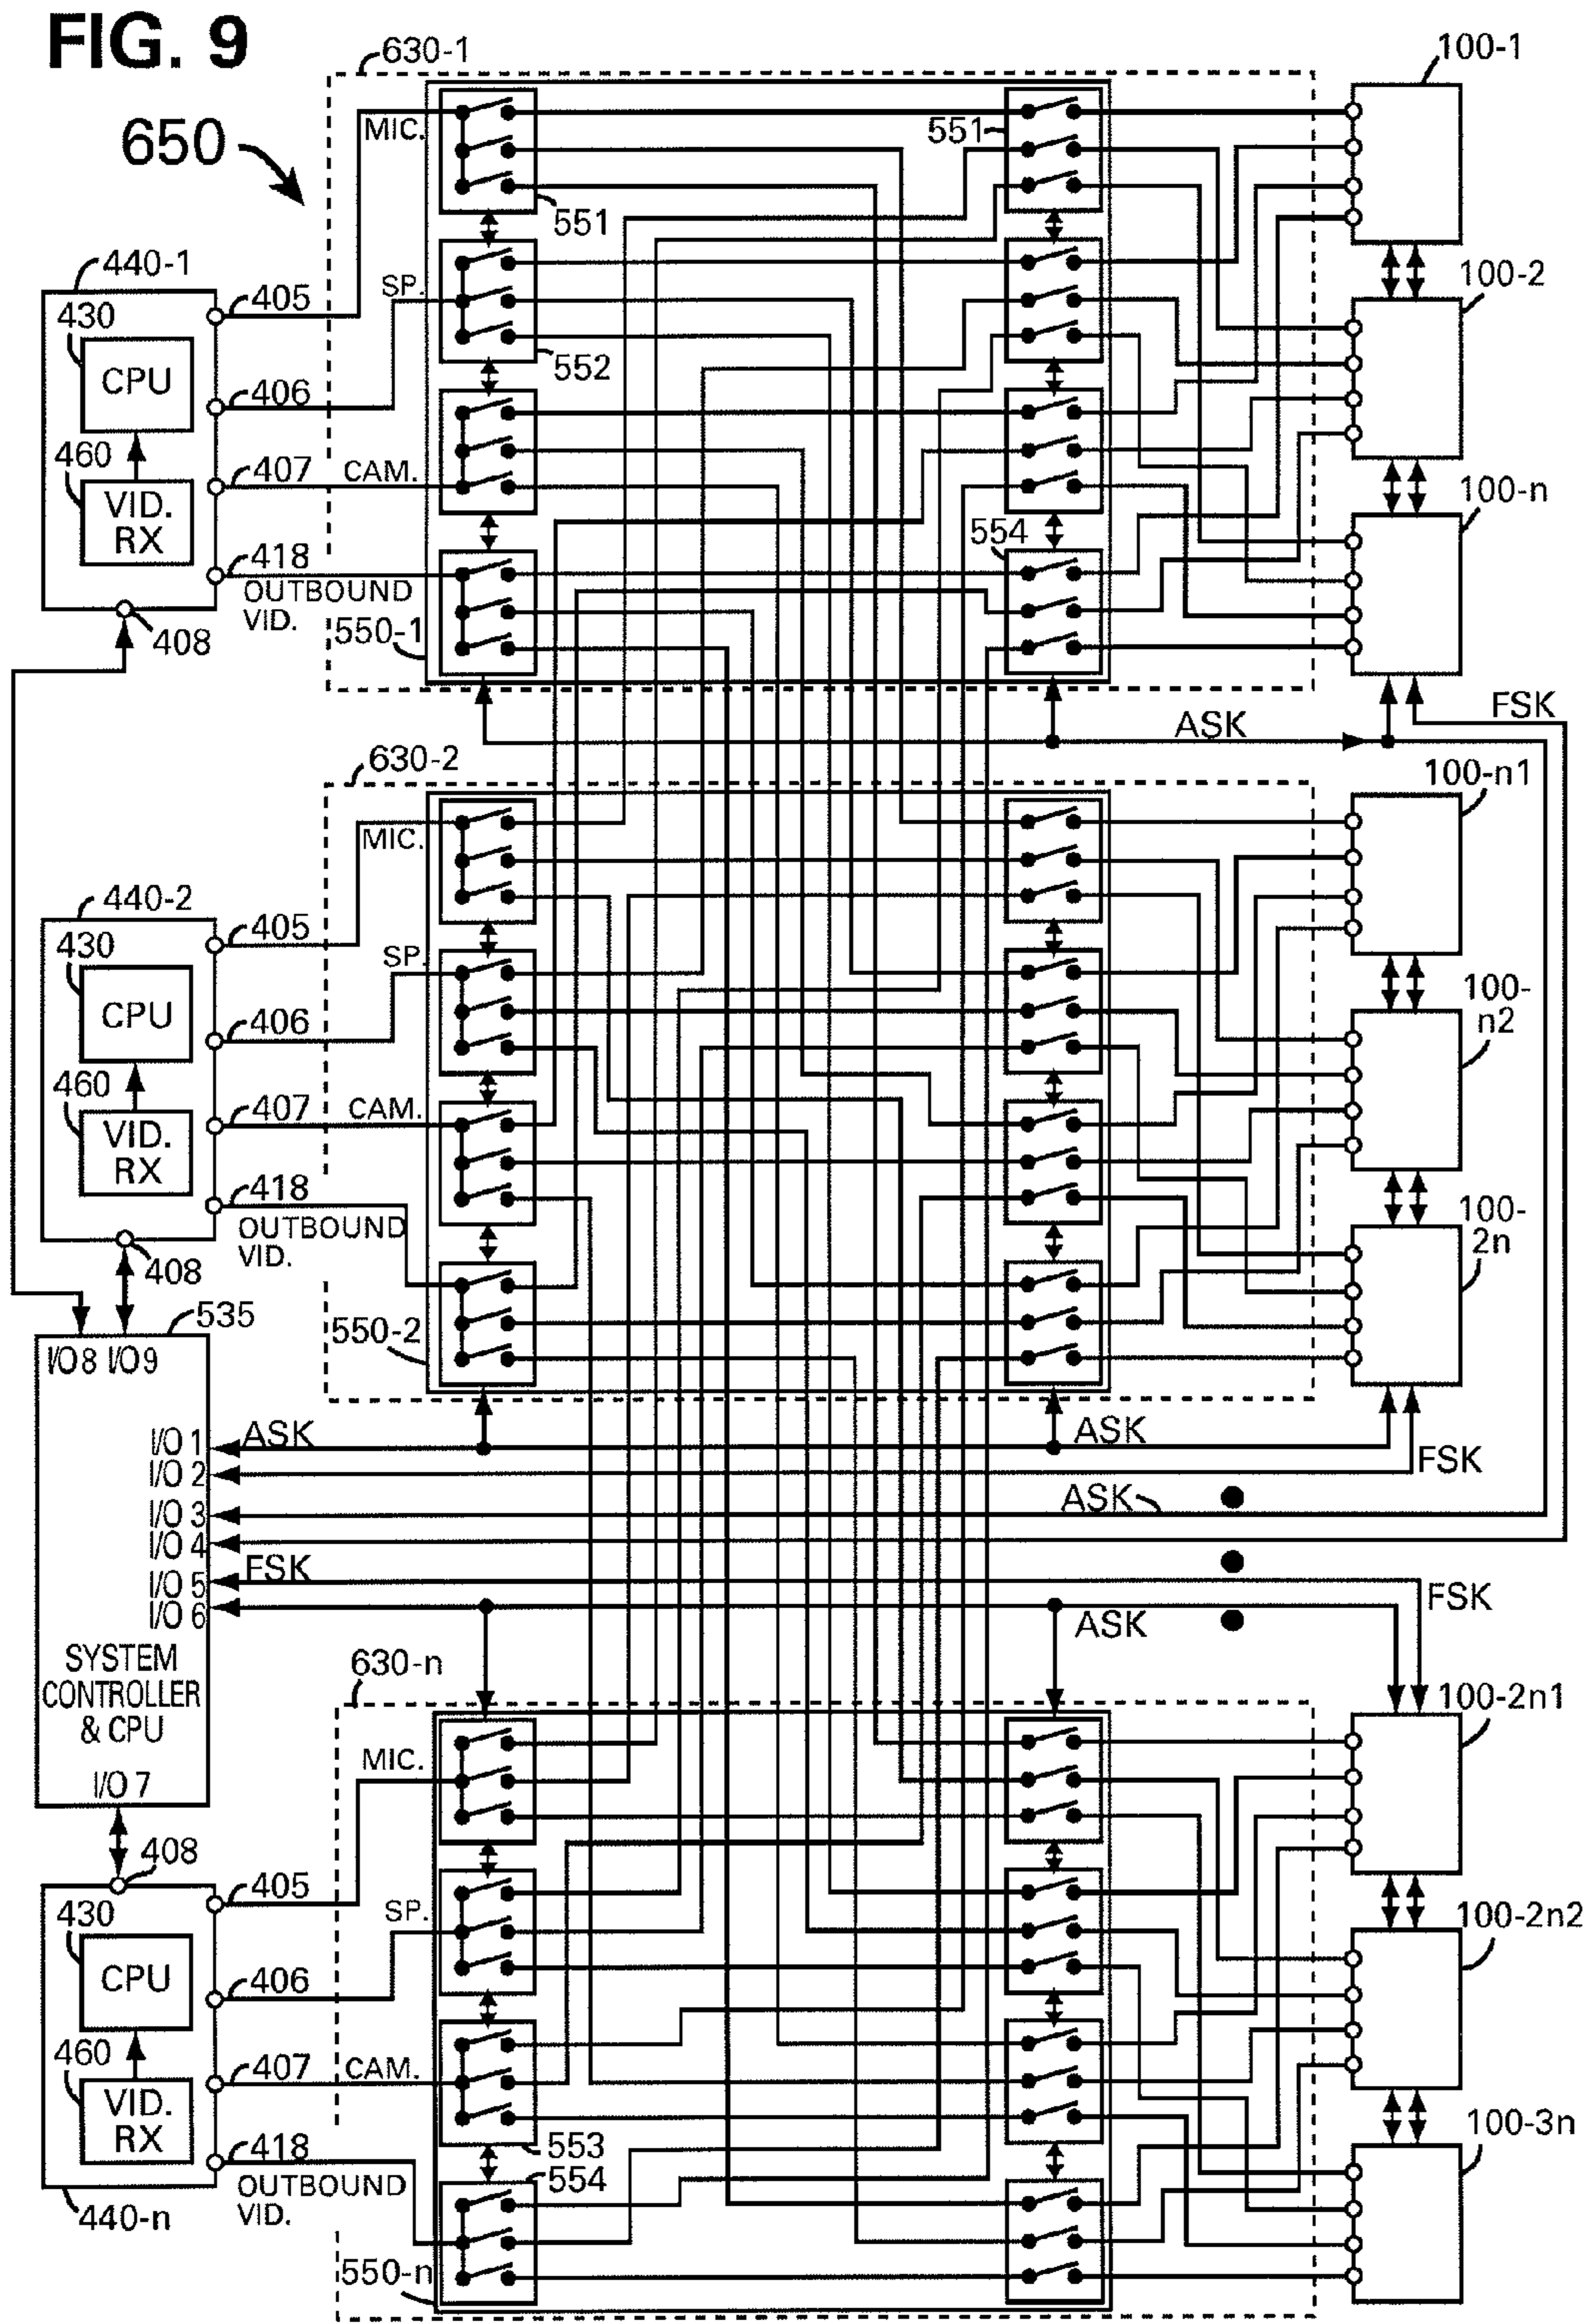 FIG. 9
650
630-1
100-1
MIC.
551
551
440-1
430
CPU
405
SP.
552
100-2
406
460
VID.
RX
407
CAM.
100-n
554
418
OUTBOUND
VID.
550-1
408
ASK
FSK
630-2
100-n1
MIC.
440-2
430
CPU
405
SP.
100-
n2
406
460
VID.
RX
407
CAM.
100-
2n
418
OUTBOUND
VID.
408
550-2
535
I/O 8 I/O 9
I/O 1
ASK
ASK
I/O 2
FSK
I/O 3
ASK
I/O 4
I/O 5
FSK
FSK
I/O 6
ASK
SYSTEM
CONTROLLER
& CPU
I/O 7
630-n
100-2n1
MIC.
408
405
430
CPU
SP.
100-2n2
406
460
VID.
RX
407
CAM.
100-3n
553
554
418
OUTBOUND
VID.
440-n
550-n